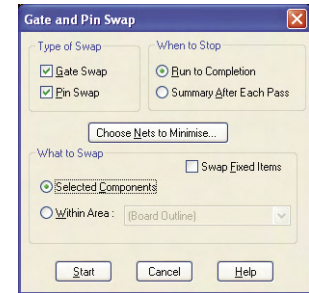 Gate and Pin Swap
Type of Swap
Gate Swap
Pin Swap
When to Stop
Run to Completion
Summary After Each Pass
Choose Nets to Minimise...
What to Swap
Swap Fixed Items
Selected Components
Within Area :
(Board Outline)
Start Cancel Help